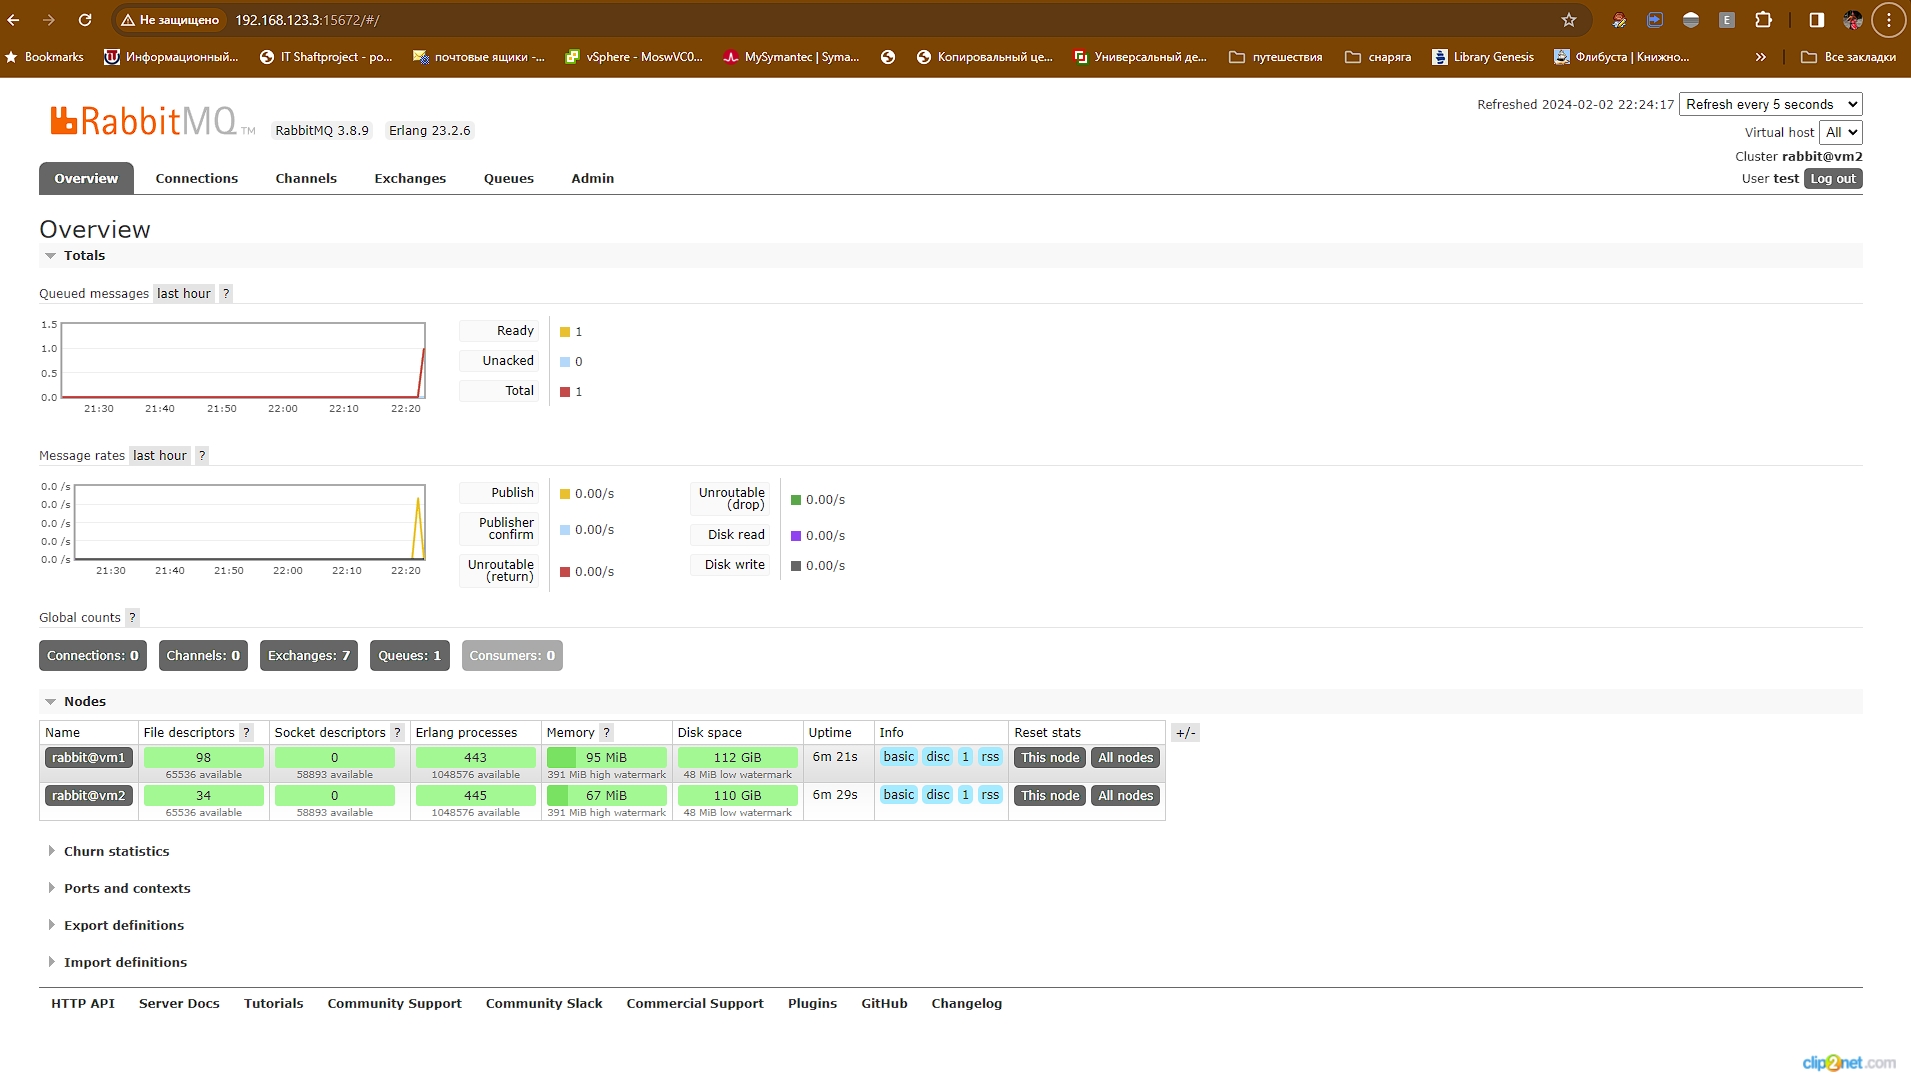 Не защищено 192.168.123.3:15672/#/
E
Bookmarks Информационный... IT Shaftproject - po... почтовые ящики -... vSphere - MoswVC0... MySymantec | Syma... Копировальный це... Универсальный де... путешествия снаряга Library Genesis Флибуста | Книжно... » Все закладки
Refreshed 2024-02-02 22:24:17 Refresh every 5 seconds
RabbitMQ TM RabbitMQ 3.8.9 Erlang 23.2.6
Virtual host All
Cluster rabbit@vm2
User test Log out
Overview Connections Channels Exchanges Queues Admin
Overview
Totals
Queued messages last hour ?
1.5
1.0
0.5
0.0
21:30 21:40 21:50 22:00 22:10 22:20
Ready 1
Unacked 0
Total 1
Message rates last hour ?
0.0 /s
0.0 /s
0.0 /s
0.0 /s
0.0 /s
21:30 21:40 21:50 22:00 22:10 22:20
Publish 0.00/s
Publisher
confirm 0.00/s
Unroutable
(return) 0.00/s
Unroutable
(drop) 0.00/s
Disk read 0.00/s
Disk write 0.00/s
Global counts ?
Connections: 0 Channels: 0 Exchanges: 7 Queues: 1 Consumers: 0
Nodes
Name File descriptors ? Socket descriptors ? Erlang processes Memory ? Disk space Uptime Info Reset stats +/-
rabbit@vm1 98 0 443 95 MiB 112 GiB 6m 21s basic disc 1 rss This node All nodes
65536 available 58893 available 1048576 available 391 MiB high watermark 48 MiB low watermark
rabbit@vm2 34 0 445 67 MiB 110 GiB 6m 29s basic disc 1 rss This node All nodes
65536 available 58893 available 1048576 available 391 MiB high watermark 48 MiB low watermark
Churn statistics
Ports and contexts
Export definitions
Import definitions
HTTP API Server Docs Tutorials Community Support Community Slack Commercial Support Plugins GitHub Changelog
clip2net.com